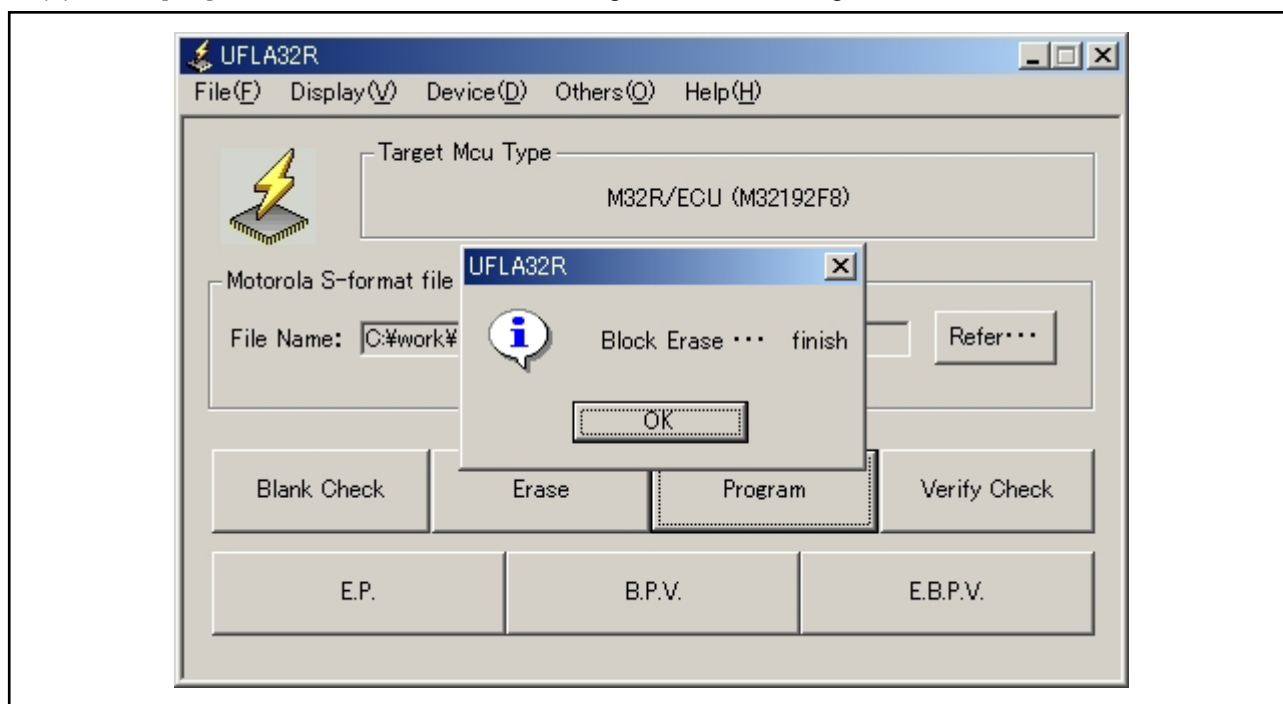 UFLA32R
File(F) Display(V) Device(D) Others(O) Help(H)
Target Mcu Type
M32R/ECU (M32192F8)
Motorola S-format file
File Name: C:¥work¥
Refer···
UFLA32R
Block Erase ··· finish
OK
Blank Check Erase Program Verify Check
E.P. B.P.V. E.B.P.V.